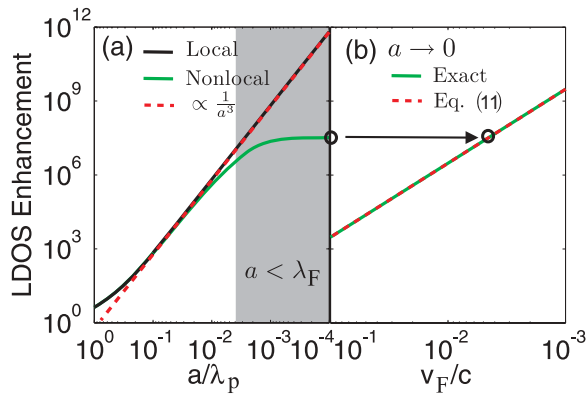 LDOS Enhancement
10^12
10^9
10^6
10^3
10^0
(a)
Local
Nonlocal
∝ 1/a^3
a < λ_F
10^0 10^-1 10^-2 10^-3 10^-4
a/λ_p
(b) a → 0
Exact
Eq. (11)
10^-1 10^-2 10^-3
v_F/c